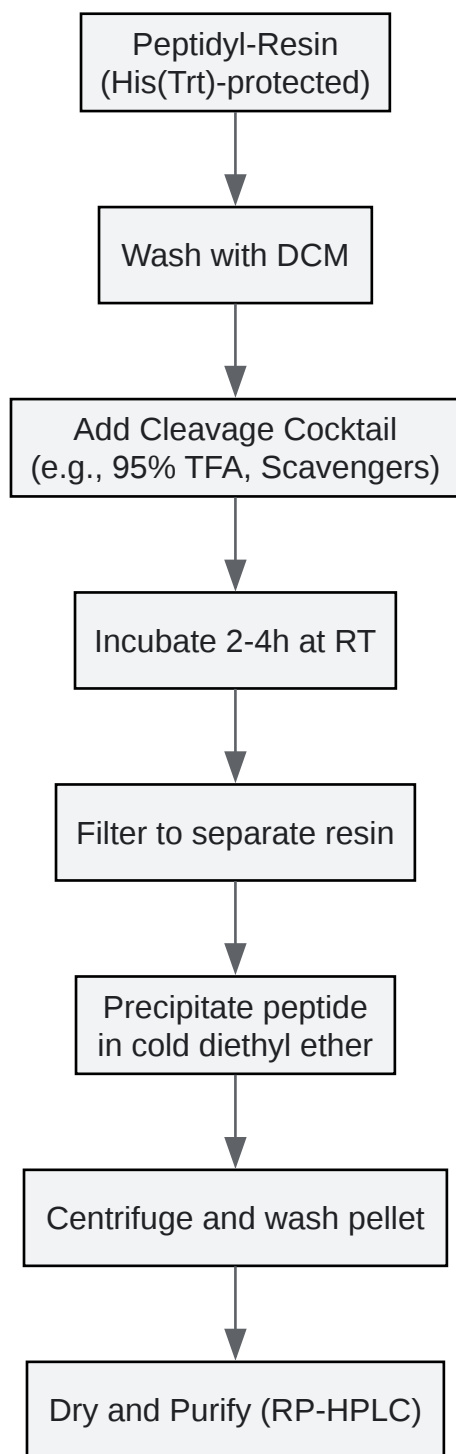 Peptidyl-Resin
(His(Trt)-protected)
Wash with DCM
Add Cleavage Cocktail
(e.g., 95% TFA, Scavengers)
Incubate 2-4h at RT
Filter to separate resin
Precipitate peptide
in cold diethyl ether
Centrifuge and wash pellet
Dry and Purify (RP-HPLC)